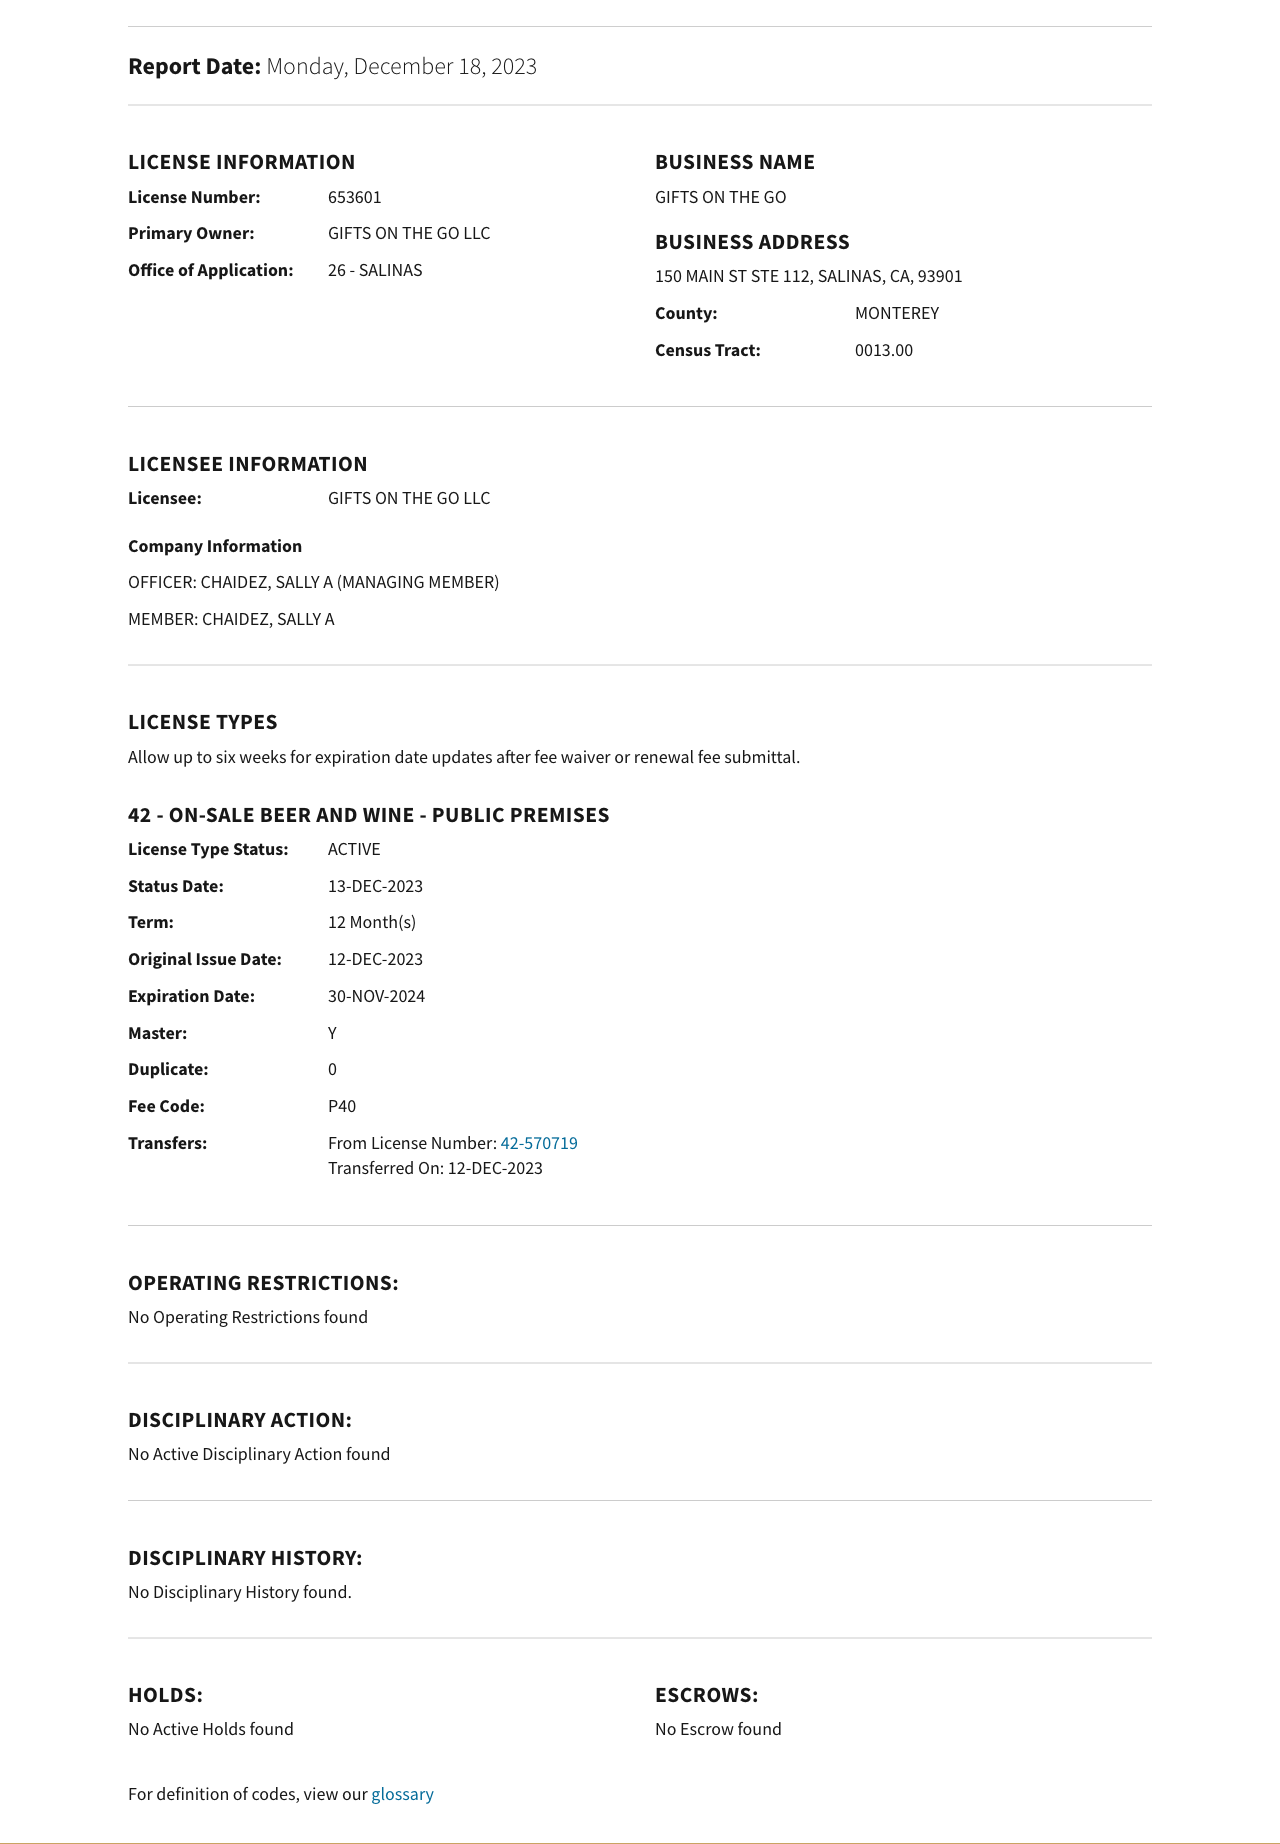 Report Date: Monday, December 18, 2023
LICENSE INFORMATION
License Number: 653601
Primary Owner: GIFTS ON THE GO LLC
Office of Application: 26 - SALINAS
BUSINESS NAME
GIFTS ON THE GO
BUSINESS ADDRESS
150 MAIN ST STE 112, SALINAS, CA, 93901
County: MONTEREY
Census Tract: 0013.00
LICENSEE INFORMATION
Licensee: GIFTS ON THE GO LLC
Company Information
OFFICER: CHAIDEZ, SALLY A (MANAGING MEMBER)
MEMBER: CHAIDEZ, SALLY A
LICENSE TYPES
Allow up to six weeks for expiration date updates after fee waiver or renewal fee submittal.
42 - ON-SALE BEER AND WINE - PUBLIC PREMISES
License Type Status: ACTIVE
Status Date: 13-DEC-2023
Term: 12 Month(s)
Original Issue Date: 12-DEC-2023
Expiration Date: 30-NOV-2024
Master: Y
Duplicate: 0
Fee Code: P40
Transfers: From License Number: 42-570719
Transferred On: 12-DEC-2023
OPERATING RESTRICTIONS:
No Operating Restrictions found
DISCIPLINARY ACTION:
No Active Disciplinary Action found
DISCIPLINARY HISTORY:
No Disciplinary History found.
HOLDS:
No Active Holds found
ESCROWS:
No Escrow found
For definition of codes, view our glossary